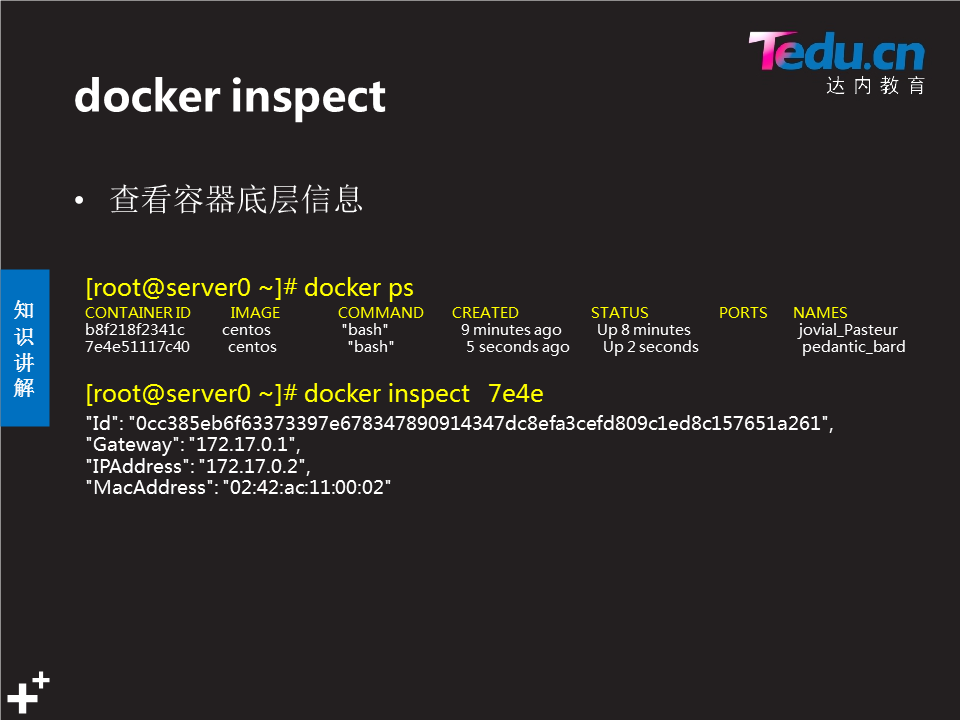 Tedu.cn
达内教育
docker inspect
• 查看容器底层信息
知识讲解
[root@server0 ~]# docker ps
CONTAINER ID IMAGE COMMAND CREATED STATUS PORTS NAMES
b8f218f2341c centos "bash" 9 minutes ago Up 8 minutes jovial_Pasteur
7e4e51117c40 centos "bash" 5 seconds ago Up 2 seconds pedantic_bard
[root@server0 ~]# docker inspect 7e4e
"Id": "0cc385eb6f63373397e678347890914347dc8efa3cefd809c1ed8c157651a261",
"Gateway": "172.17.0.1",
"IPAddress": "172.17.0.2",
"MacAddress": "02:42:ac:11:00:02"